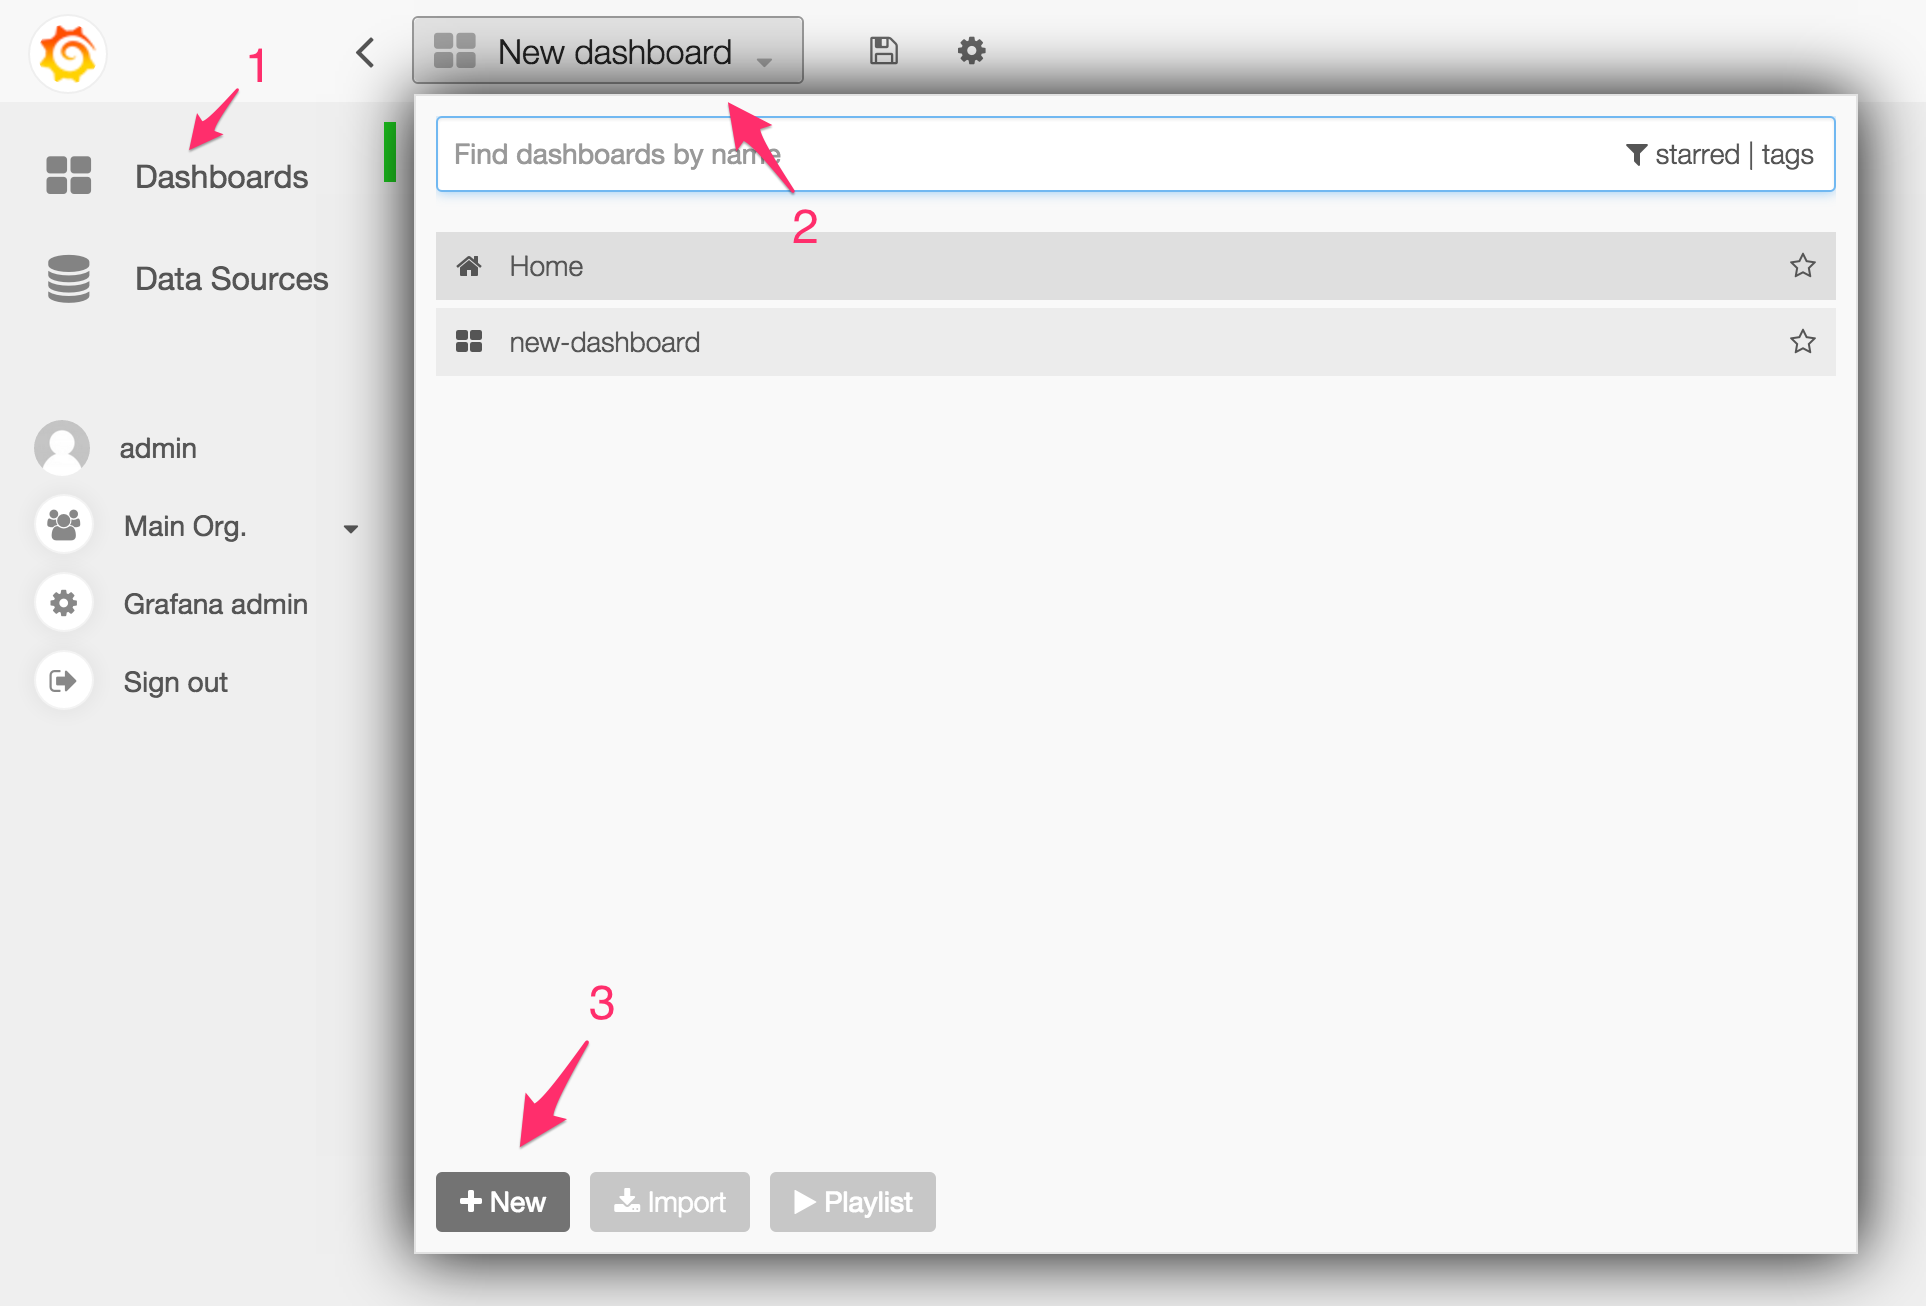 1
New dashboard
Dashboards
Data Sources
admin
Main Org.
Grafana admin
Sign out
Find dashboards by name
starred | tags
2
Home
new-dashboard
3
New
Import
Playlist